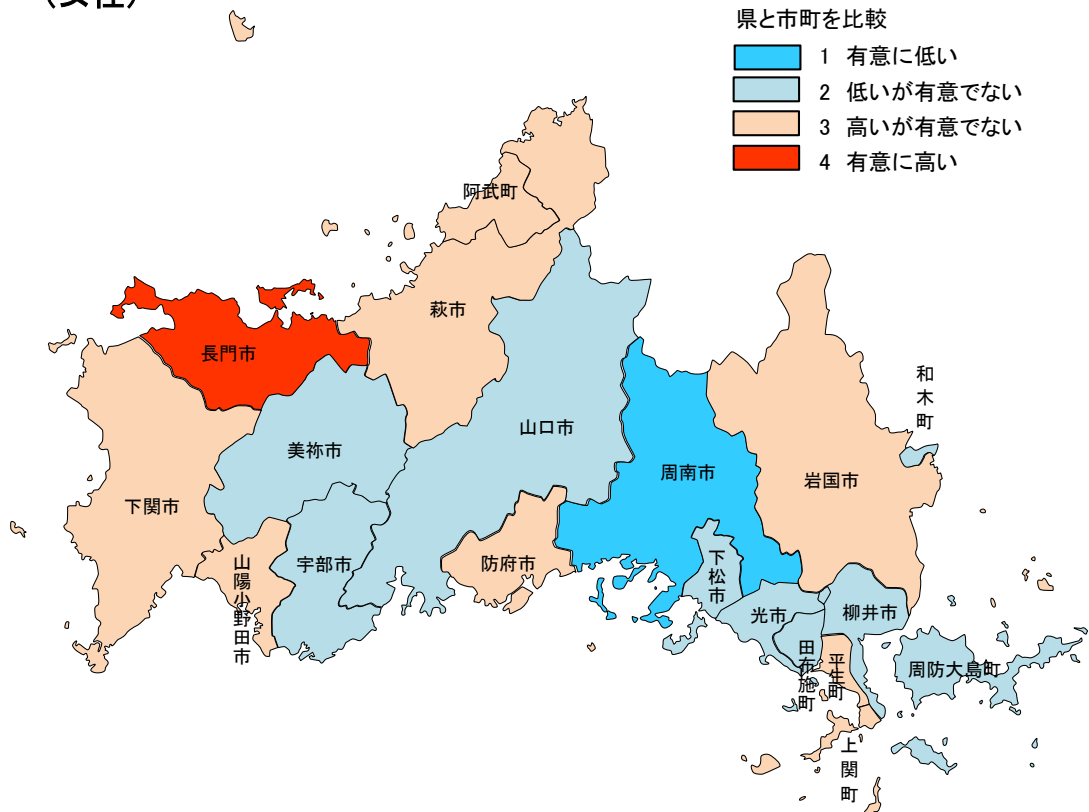 (女性)
県と市町を比較
1 有意に低い
2 低いが有意でない
3 高いが有意でない
4 有意に高い
阿武町
萩市
長門市
和木町
山口市
美祢市
周南市
岩国市
下関市
山陽小野田市
宇部市
防府市
下松市
光市
柳井市
田布施町
平生町
周防大島町
上関町